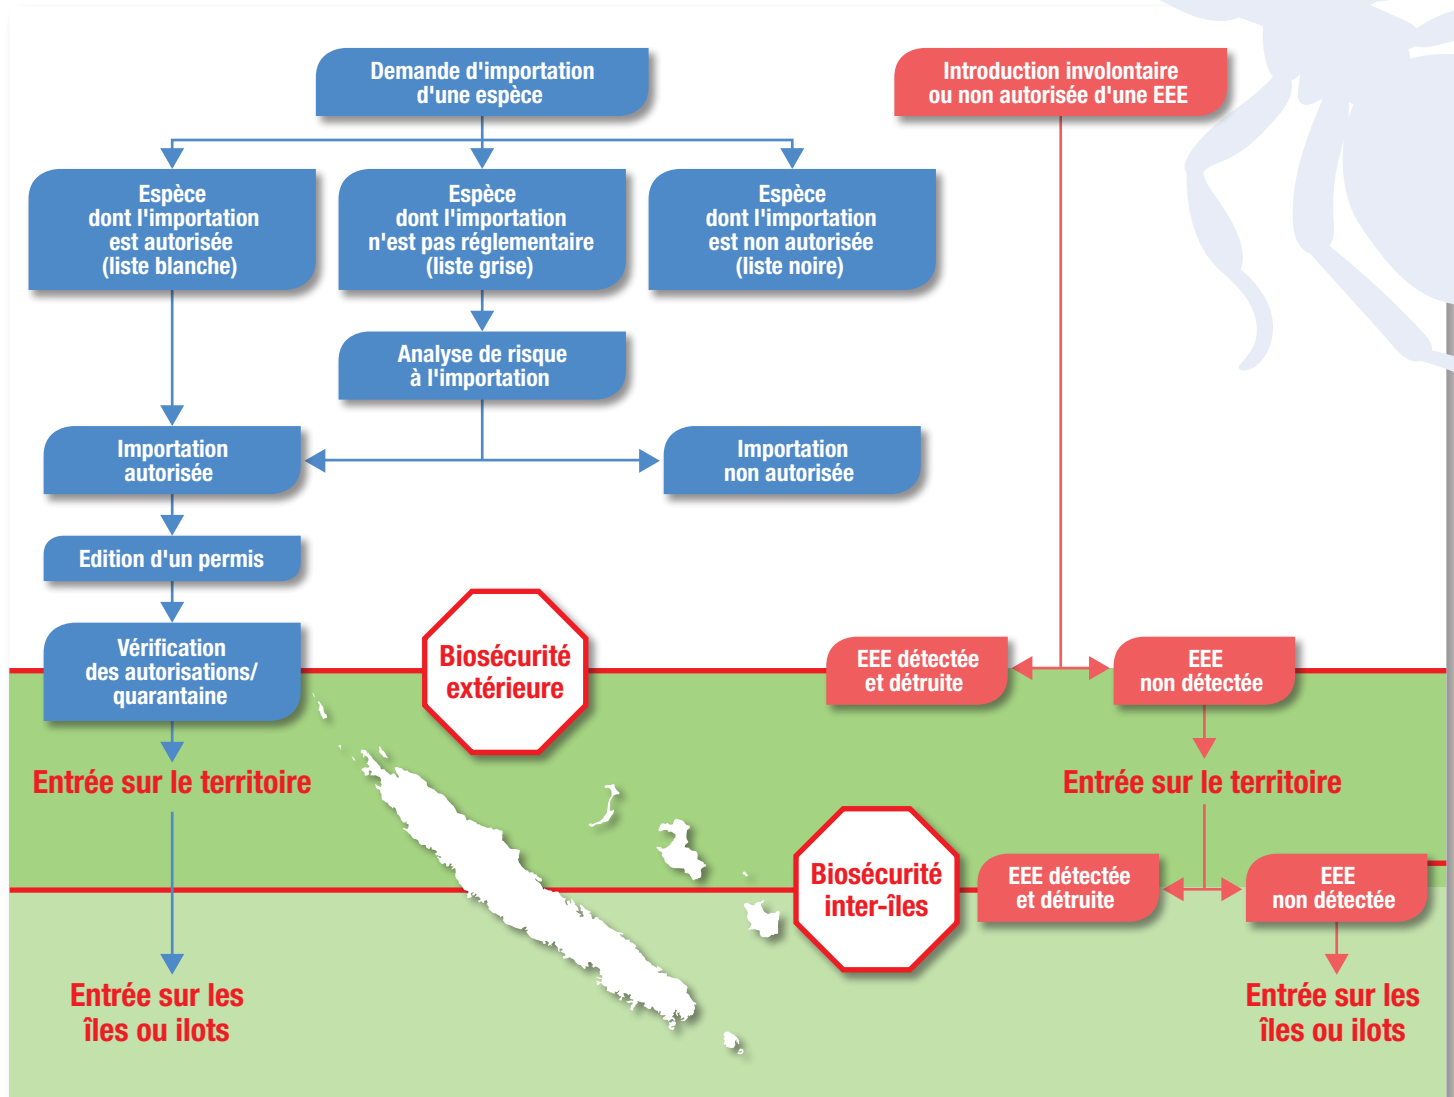 Demande d'importation
d'une espèce
Introduction involontaire
ou non autorisée d'une EEE
Espèce
dont l'importation
est autorisée
(liste blanche)
Espèce
dont l'importation
n'est pas réglementaire
(liste grise)
Espèce
dont l'importation
est non autorisée
(liste noire)
Analyse de risque
à l'importation
Importation
autorisée
Importation
non autorisée
Edition d'un permis
Vérification
des autorisations/
quarantaine
Biosécurité
extérieure
EEE détectée
et détruite
EEE
non détectée
Entrée sur le territoire
Entrée sur le territoire
Biosécurité
inter-îles
EEE détectée
et détruite
EEE
non détectée
Entrée sur les
îles ou ilots
Entrée sur les
îles ou ilots